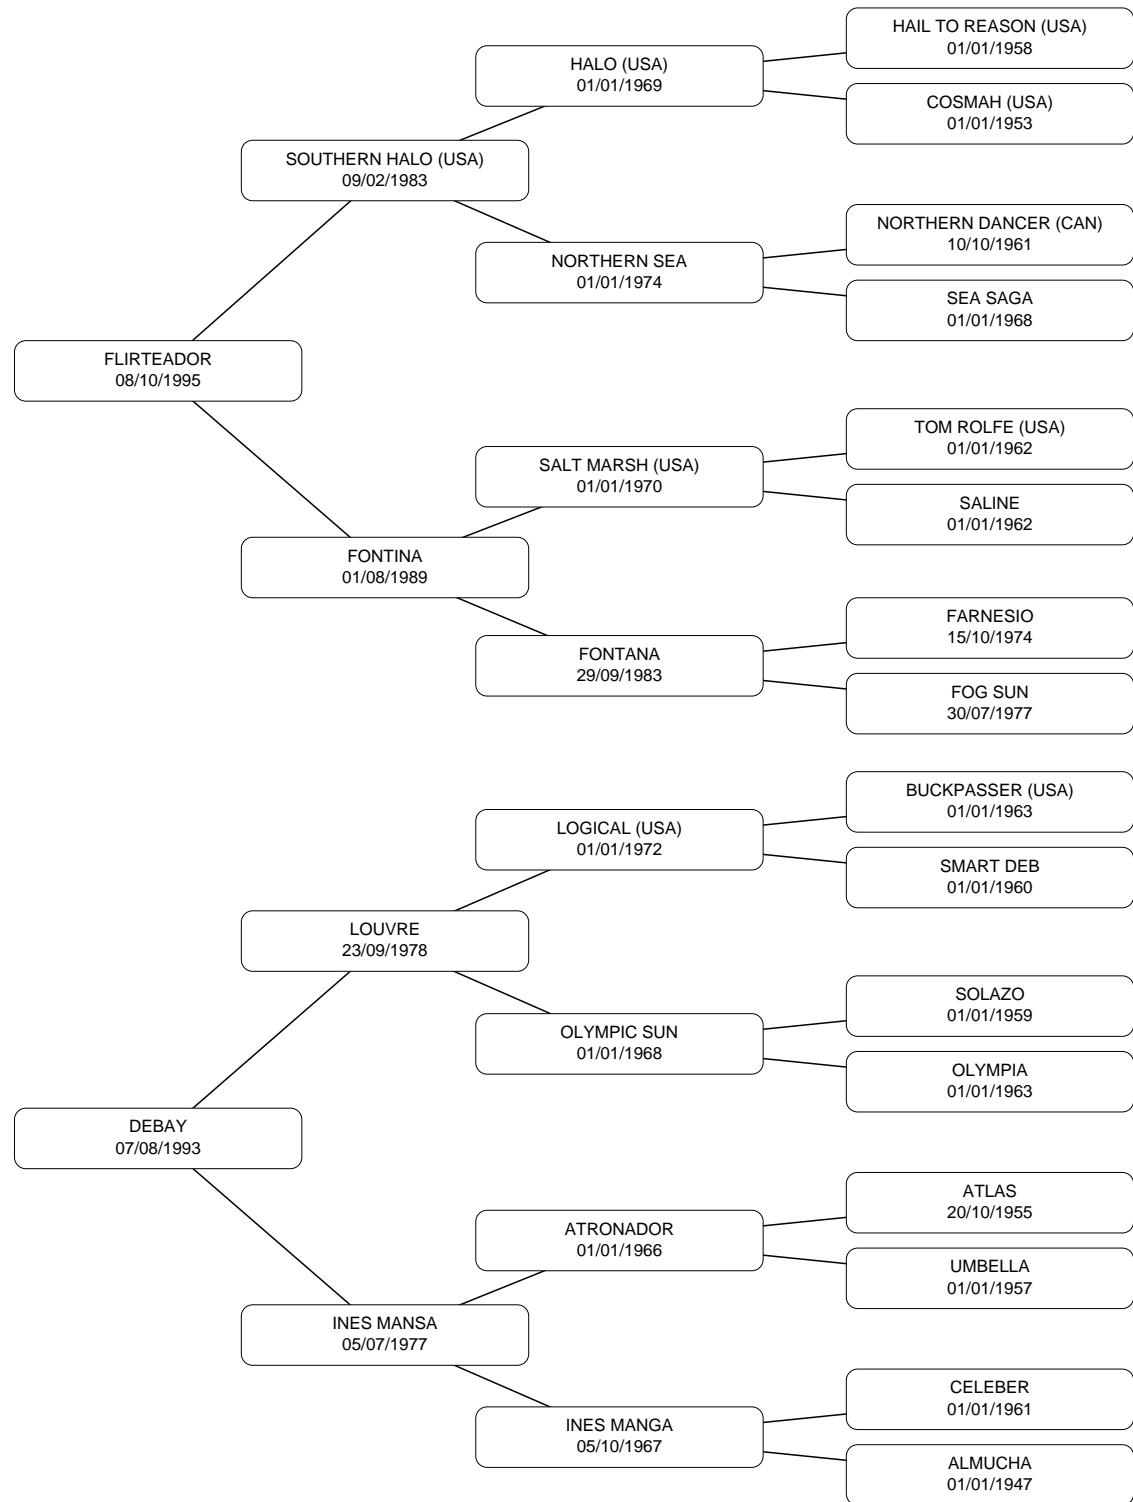 HAIL TO REASON (USA)
01/01/1958
HALO (USA)
01/01/1969
COSMAH (USA)
01/01/1953
SOUTHERN HALO (USA)
09/02/1983
NORTHERN DANCER (CAN)
10/10/1961
NORTHERN SEA
01/01/1974
SEA SAGA
01/01/1968
FLIRTEADOR
08/10/1995
TOM ROLFE (USA)
01/01/1962
SALT MARSH (USA)
01/01/1970
SALINE
01/01/1962
FONTINA
01/08/1989
FARNESIO
15/10/1974
FONTANA
29/09/1983
FOG SUN
30/07/1977
BUCKPASSER (USA)
01/01/1963
LOGICAL (USA)
01/01/1972
SMART DEB
01/01/1960
LOUVRE
23/09/1978
SOLAZO
01/01/1959
OLYMPIC SUN
01/01/1968
OLYMPIA
01/01/1963
DEBAY
07/08/1993
ATLAS
20/10/1955
ATRONADOR
01/01/1966
UMBELLA
01/01/1957
INES MANSA
05/07/1977
CELEBER
01/01/1961
INES MANGA
05/10/1967
ALMUCHA
01/01/1947